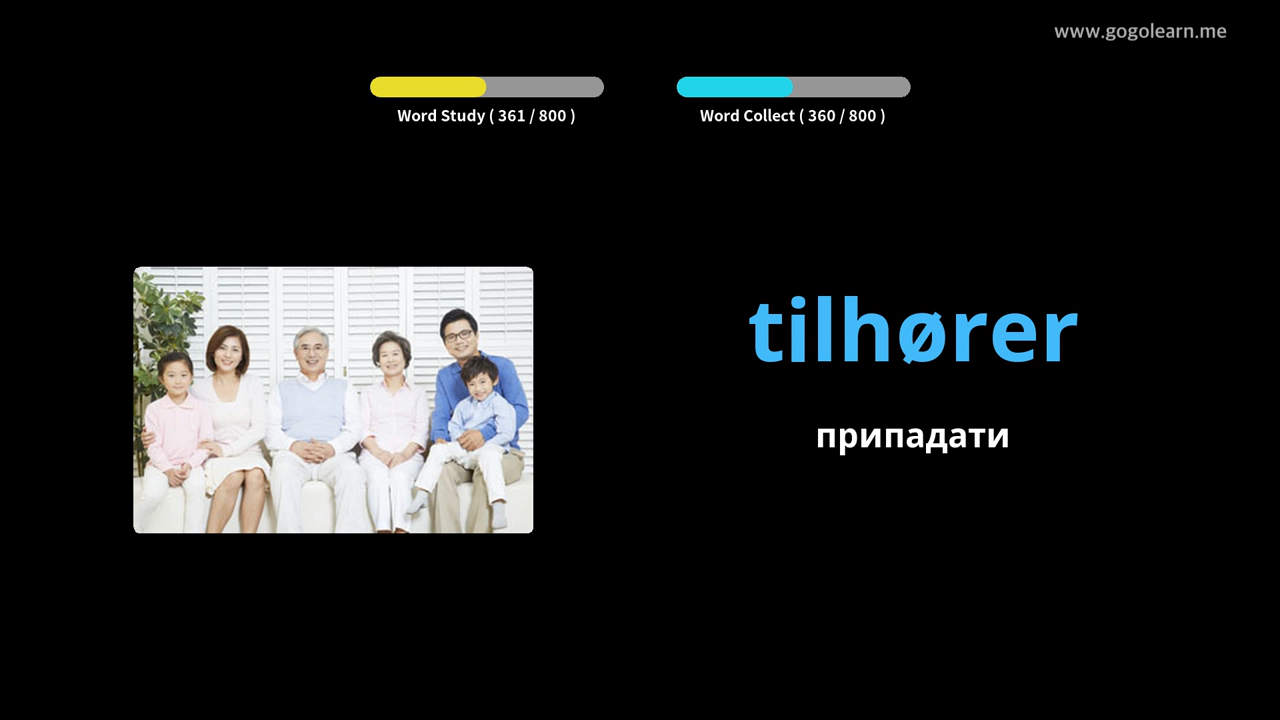 www.gogolearn.me
Word Study ( 361 / 800 )
Word Collect ( 360 / 800 )
tilhører
припадати